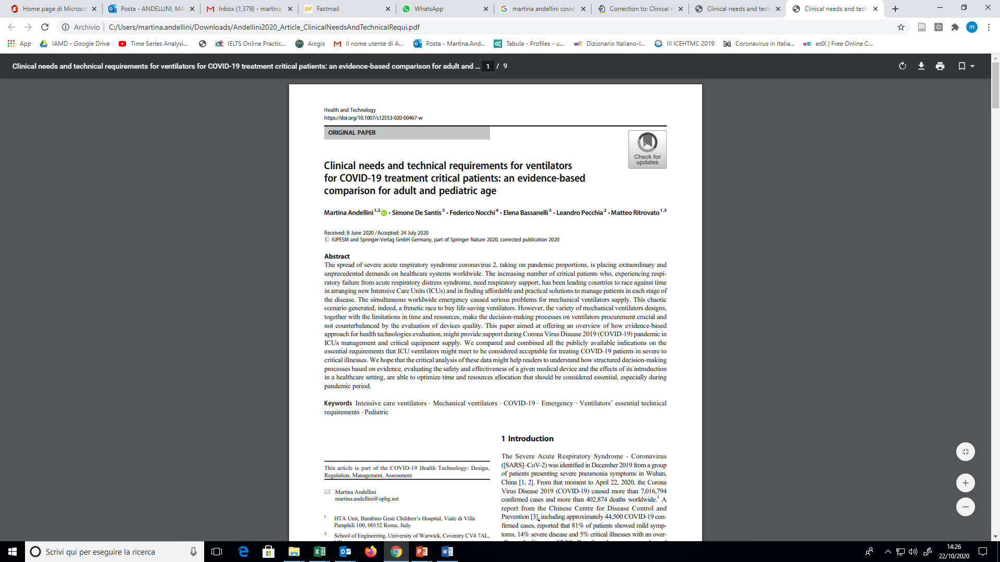 Home page di Microso
Posta - ANDELLINI, MA
Inbox (1,379) - martina.
Fastmail
WhatsApp
martina andellini covid
Correction to: Clinical n
Clinical needs and tech
Clinical needs and tech
Archivio
C:/Users/martina.andellini/Downloads/Andellini2020_Article_ClinicalNeedsAndTechnicalRequi.pdf
m
App
IAMD - Google Drive
Time Series Analysi...
IELTS Online Practic...
Arcgis
Il nome utente di A...
Posta - Martina.And...
Tabula - Profiles - u...
Dizionario Italiano-I...
III ICEHTMC 2019
Coronavirus in Italia...
edX | Free Online C...
Clinical needs and technical requirements for ventilators for COVID-19 treatment critical patients: an evidence-based comparison for adult and ... 1 / 9
Health and Technology
https://doi.org/10.1007/s12553-020-00467-w
ORIGINAL PAPER
Check for
updates
Clinical needs and technical requirements for ventilators
for COVID-19 treatment critical patients: an evidence-based
comparison for adult and pediatric age
Martina Andellini 1,2 iD · Simone De Santis 3 · Federico Nocchi 4 · Elena Bassanelli 3 · Leandro Pecchia 2 · Matteo Ritrovato 1,3
Received: 8 June 2020 / Accepted: 24 July 2020
© IUPESM and Springer-Verlag GmbH Germany, part of Springer Nature 2020, corrected publication 2020
Abstract
The spread of severe acute respiratory syndrome coronavirus 2, taking on pandemic proportions, is placing extraordinary and
unprecedented demands on healthcare systems worldwide. The increasing number of critical patients who, experiencing respi-
ratory failure from acute respiratory distress syndrome, need respiratory support, has been leading countries to race against time
in arranging new Intensive Care Units (ICUs) and in finding affordable and practical solutions to manage patients in each stage of
the disease. The simultaneous worldwide emergency caused serious problems for mechanical ventilators supply. This chaotic
scenario generated, indeed, a frenetic race to buy life-saving ventilators. However, the variety of mechanical ventilators designs,
together with the limitations in time and resources, make the decision-making processes on ventilators procurement crucial and
not counterbalanced by the evaluation of devices quality. This paper aimed at offering an overview of how evidence-based
approach for health technologies evaluation, might provide support during Corona Virus Disease 2019 (COVID-19) pandemic in
ICUs management and critical equipment supply. We compared and combined all the publicly available indications on the
essential requirements that ICU ventilators might meet to be considered acceptable for treating COVID-19 patients in severe to
critical illnesses. We hope that the critical analysis of these data might help readers to understand how structured decision-making
processes based on evidence, evaluating the safety and effectiveness of a given medical device and the effects of its introduction
in a healthcare setting, are able to optimize time and resources allocation that should be considered essential, especially during
pandemic period.
Keywords Intensive care ventilators · Mechanical ventilators · COVID-19 · Emergency · Ventilators' essential technical
requirements · Pediatric
This article is part of the COVID-19 Health Technology: Design,
Regulation, Management, Assessment
Martina Andellini
martina.andellini@opbg.net
1 HTA Unit, Bambino Gesù Children's Hospital, Viale di Villa
Pamphili 100, 00152 Rome, Italy
2 School of Engineering, University of Warwick, Coventry CV4 7AL,
1 Introduction
The Severe Acute Respiratory Syndrome - Coronavirus
([SARS]–CoV-2) was identified in December 2019 from a group
of patients presenting severe pneumonia symptoms in Wuhan,
China [1, 2]. From that moment to April 22, 2020, the Corona
Virus Disease 2019 (COVID-19) caused more than 7,016,794
confirmed cases and more than 402,874 deaths worldwide.1 A
report from the Chinese Centre for Disease Control and
Prevention [3], including approximately 44,500 COVID-19 con-
firmed cases, reported that 81% of patients showed mild symp-
toms, 14% severe disease and 5% critical illnesses with an over-
Scrivi qui per eseguire la ricerca
14:26
22/10/2020